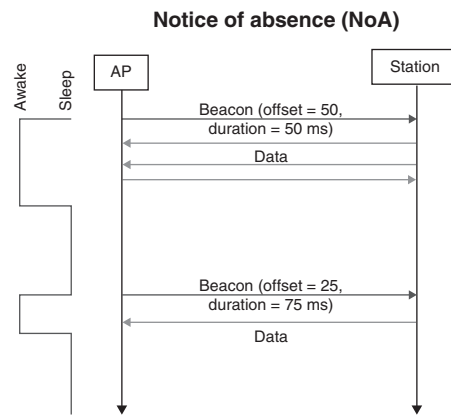 Notice of absence (NoA)
Awake
Sleep
AP
Station
Beacon (offset = 50,
duration = 50 ms)
Data
Beacon (offset = 25,
duration = 75 ms)
Data